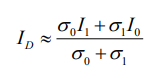 I_D ≈ (σ_0 I_1 + σ_1 I_0) / (σ_0 + σ_1)